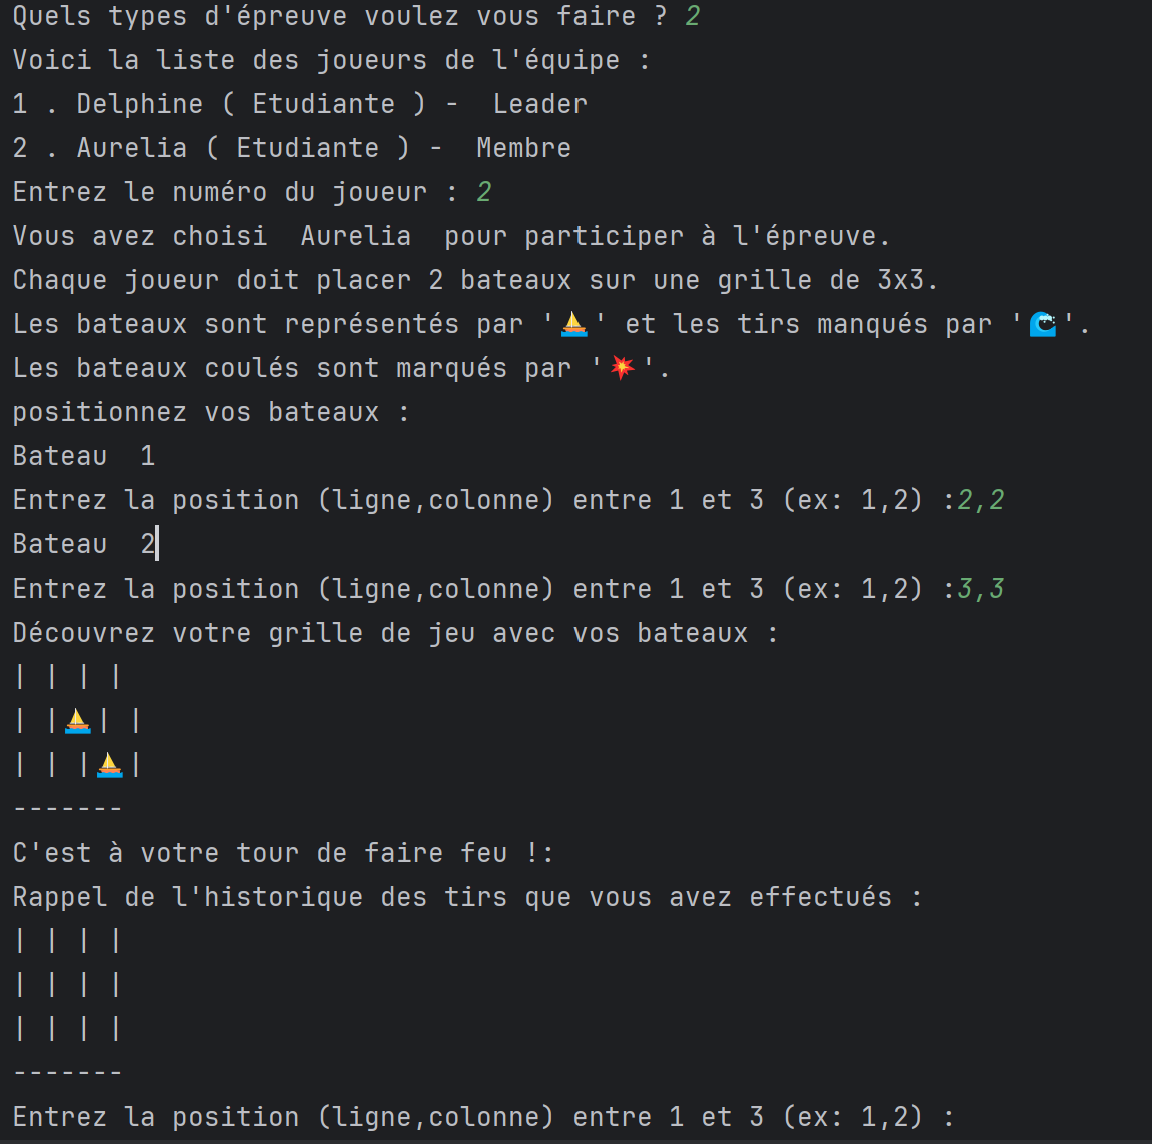 Quels types d'épreuve voulez vous faire ? 2
Voici la liste des joueurs de l'équipe :
1 . Delphine ( Etudiante ) -  Leader
2 . Aurelia ( Etudiante ) -  Membre
Entrez le numéro du joueur : 2
Vous avez choisi  Aurelia  pour participer à l'épreuve.
Chaque joueur doit placer 2 bateaux sur une grille de 3x3.
Les bateaux sont représentés par '⛵' et les tirs manqués par '🌊'.
Les bateaux coulés sont marqués par '💥'.
positionnez vos bateaux :
Bateau  1
Entrez la position (ligne,colonne) entre 1 et 3 (ex: 1,2) :2,2
Bateau  2
Entrez la position (ligne,colonne) entre 1 et 3 (ex: 1,2) :3,3
Découvrez votre grille de jeu avec vos bateaux :
| | | |
| |⛵| |
| | |⛵|
-------
C'est à votre tour de faire feu !:
Rappel de l'historique des tirs que vous avez effectués :
| | | |
| | | |
| | | |
-------
Entrez la position (ligne,colonne) entre 1 et 3 (ex: 1,2) :